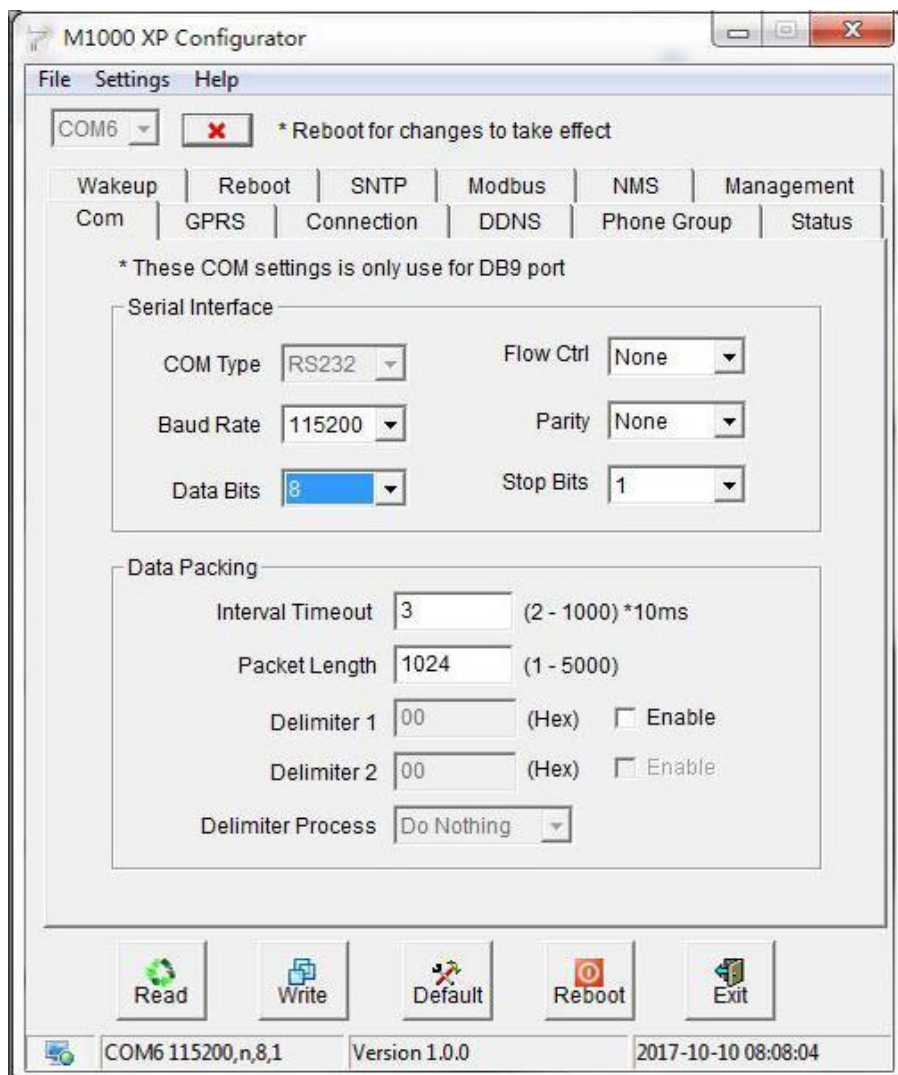 M1000 XP Configurator
File Settings Help
COM6 * Reboot for changes to take effect
Wakeup Reboot SNTP Modbus NMS Management
Com GPRS Connection DDNS Phone Group Status
* These COM settings is only use for DB9 port
Serial Interface
COM Type RS232 Flow Ctrl None
Baud Rate 115200 Parity None
Data Bits 8 Stop Bits 1
Data Packing
Interval Timeout 3 (2 - 1000) *10ms
Packet Length 1024 (1 - 5000)
Delimiter 1 00 (Hex) Enable
Delimiter 2 00 (Hex) Enable
Delimiter Process Do Nothing
Read Write Default Reboot Exit
COM6 115200,n,8,1 Version 1.0.0 2017-10-10 08:08:04